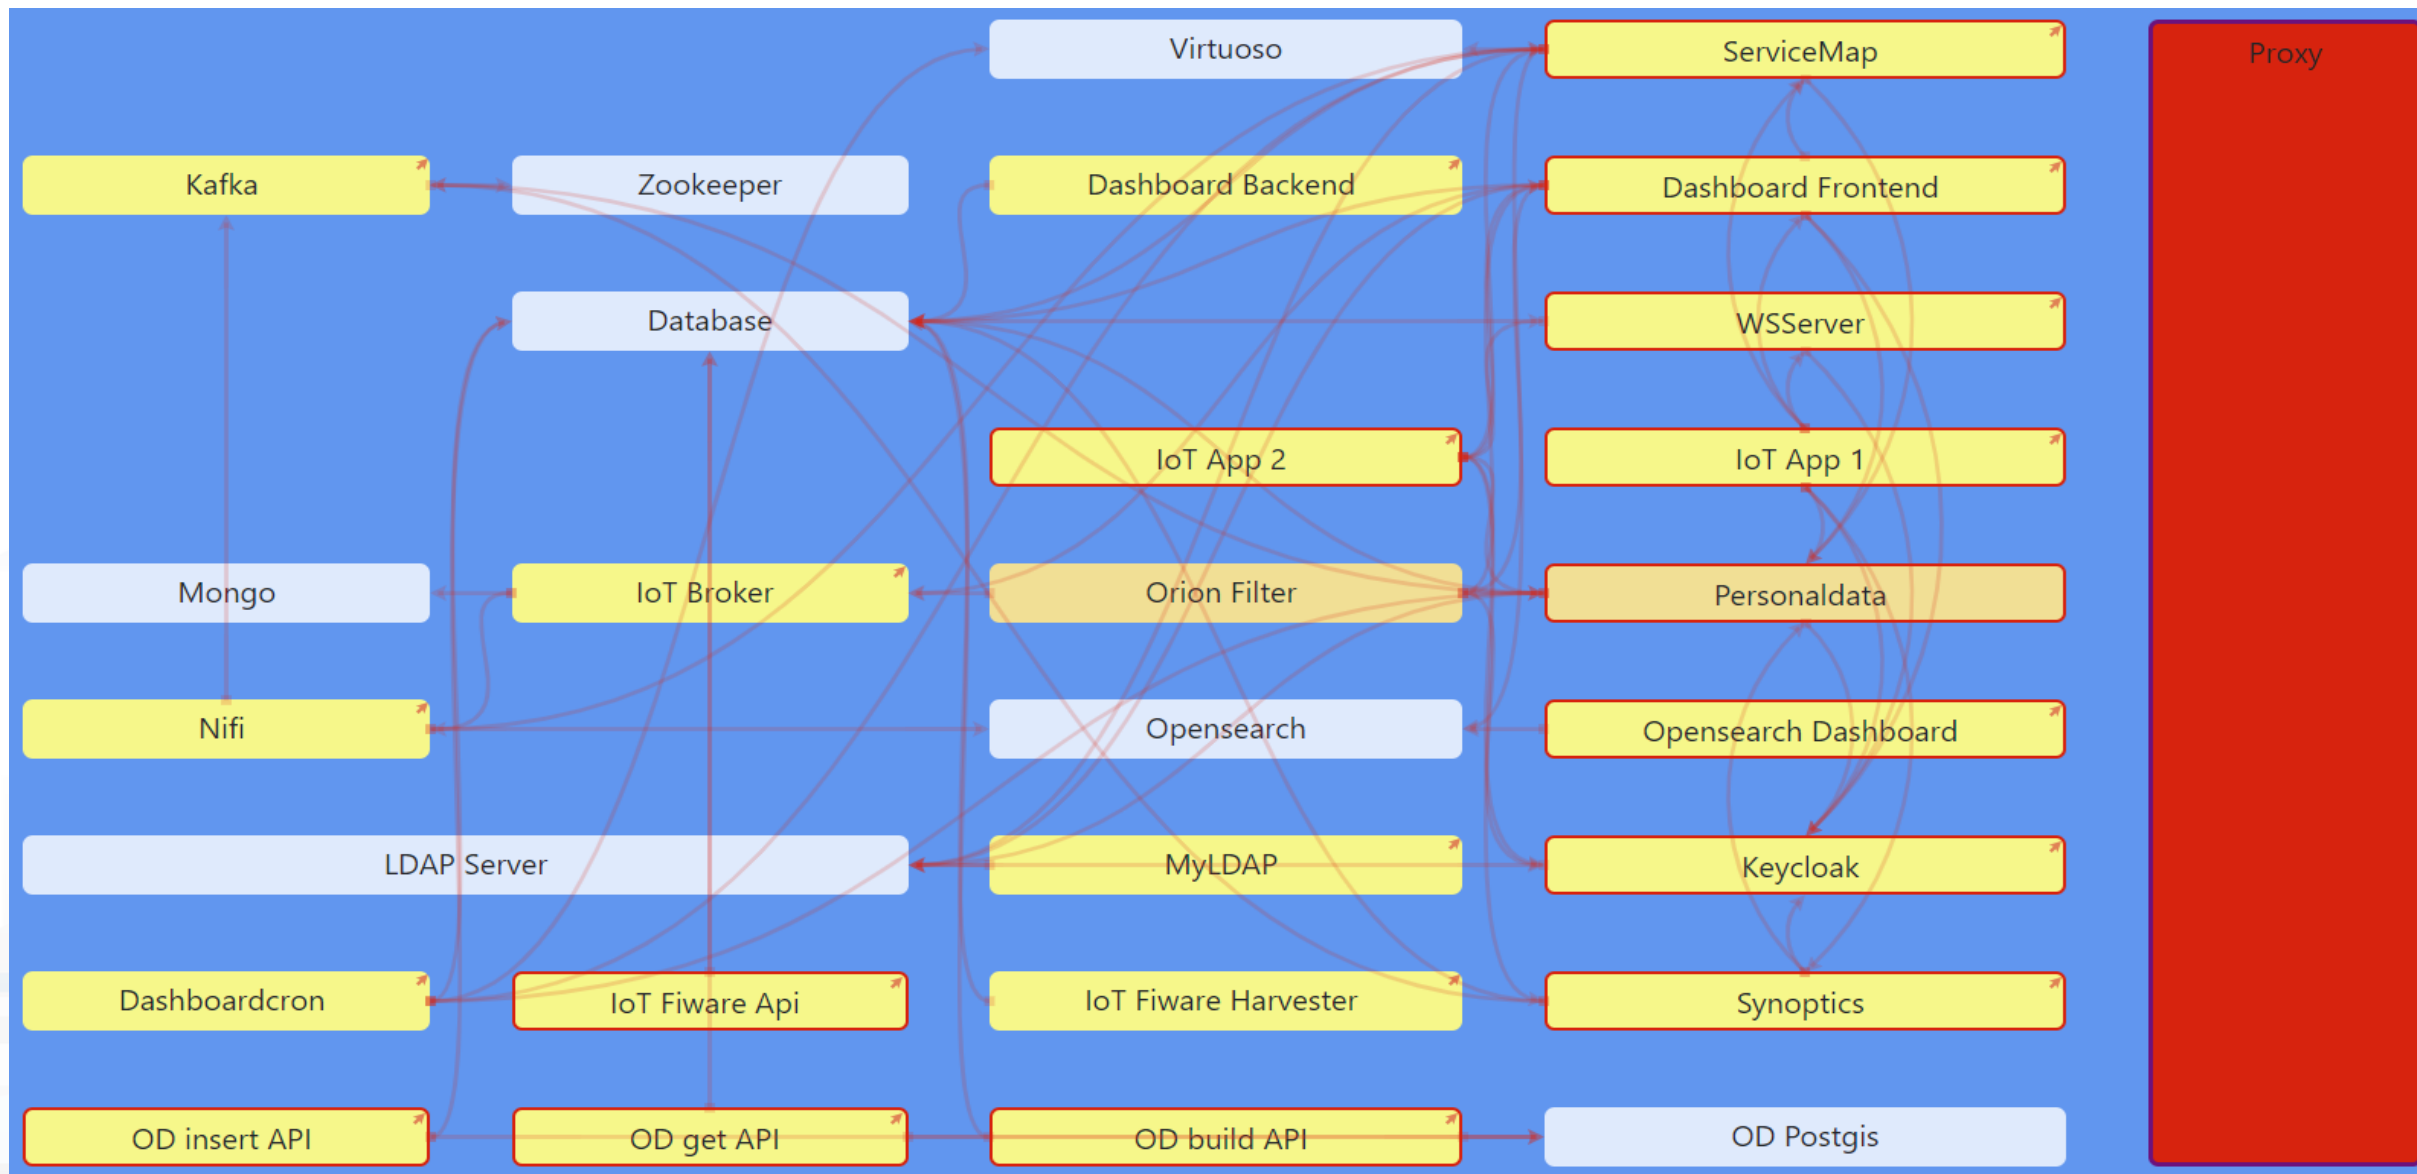 Virtuoso
ServiceMap
Proxy
Kafka
Zookeeper
Dashboard Backend
Dashboard Frontend
Database
WSServer
IoT App 2
IoT App 1
Mongo
IoT Broker
Orion Filter
Personaldata
Nifi
Opensearch
Opensearch Dashboard
LDAP Server
MyLDAP
Keycloak
Dashboardcron
IoT Fiware Api
IoT Fiware Harvester
Synoptics
OD insert API
OD get API
OD build API
OD Postgis